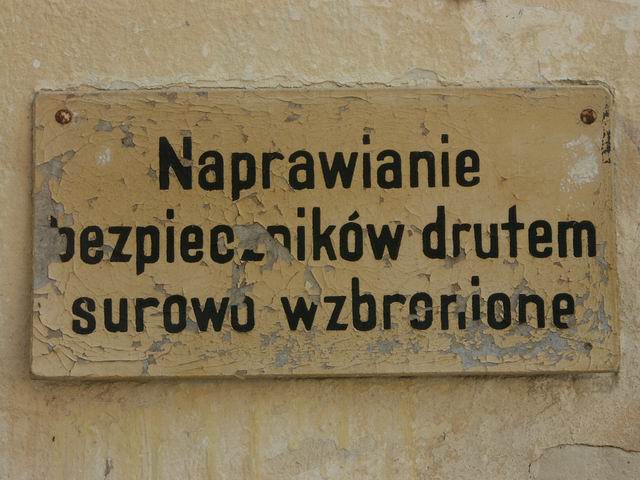 Naprawianie
bezpieczników drutem
surowo wzbronione